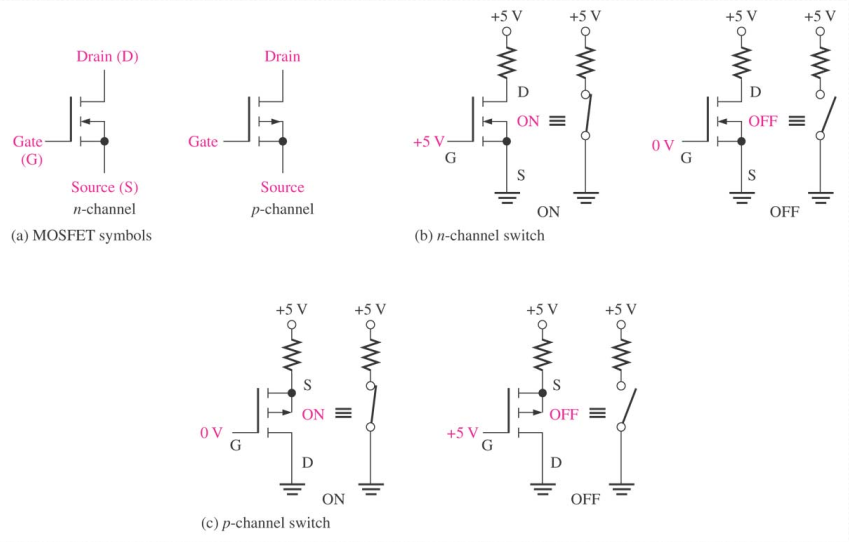 Drain (D)
Gate
(G)
Source (S)
n-channel
Drain
Gate
Source
p-channel
(a) MOSFET symbols
+5 V
+5 V
D
ON
≡
+5 V
G
S
ON
+5 V
+5 V
D
OFF
≡
0 V
G
S
OFF
(b) n-channel switch
+5 V
+5 V
S
ON
≡
0 V
G
D
ON
+5 V
+5 V
S
OFF
≡
+5 V
G
D
OFF
(c) p-channel switch